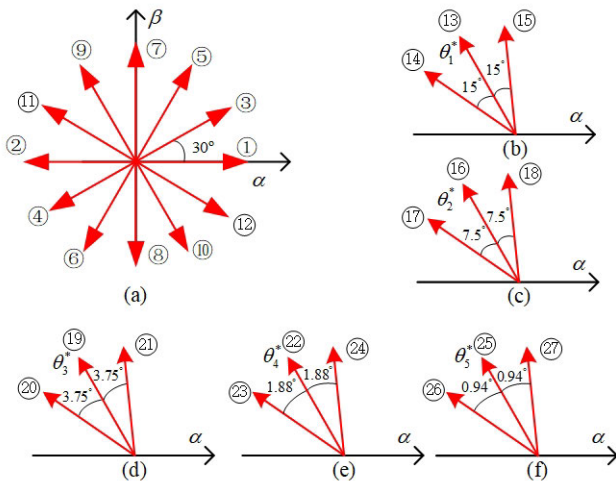 β
⑦
⑨ ⑤
⑪ ③
② ① 30°
α
④ ⑫
⑥ ⑧ ⑩
(a)
⑬ ⑮
⑭ θ₁* 15° 15°
α
(b)
⑯ ⑱
⑰ θ₂* 7.5° 7.5°
α
(c)
⑲ ㉑
⑳ θ₃* 3.75° 3.75°
α
(d)
㉒ ㉔
㉓ θ₄* 1.88° 1.88°
α
(e)
㉕ ㉗
㉖ θ₅* 0.94° 0.94°
α
(f)